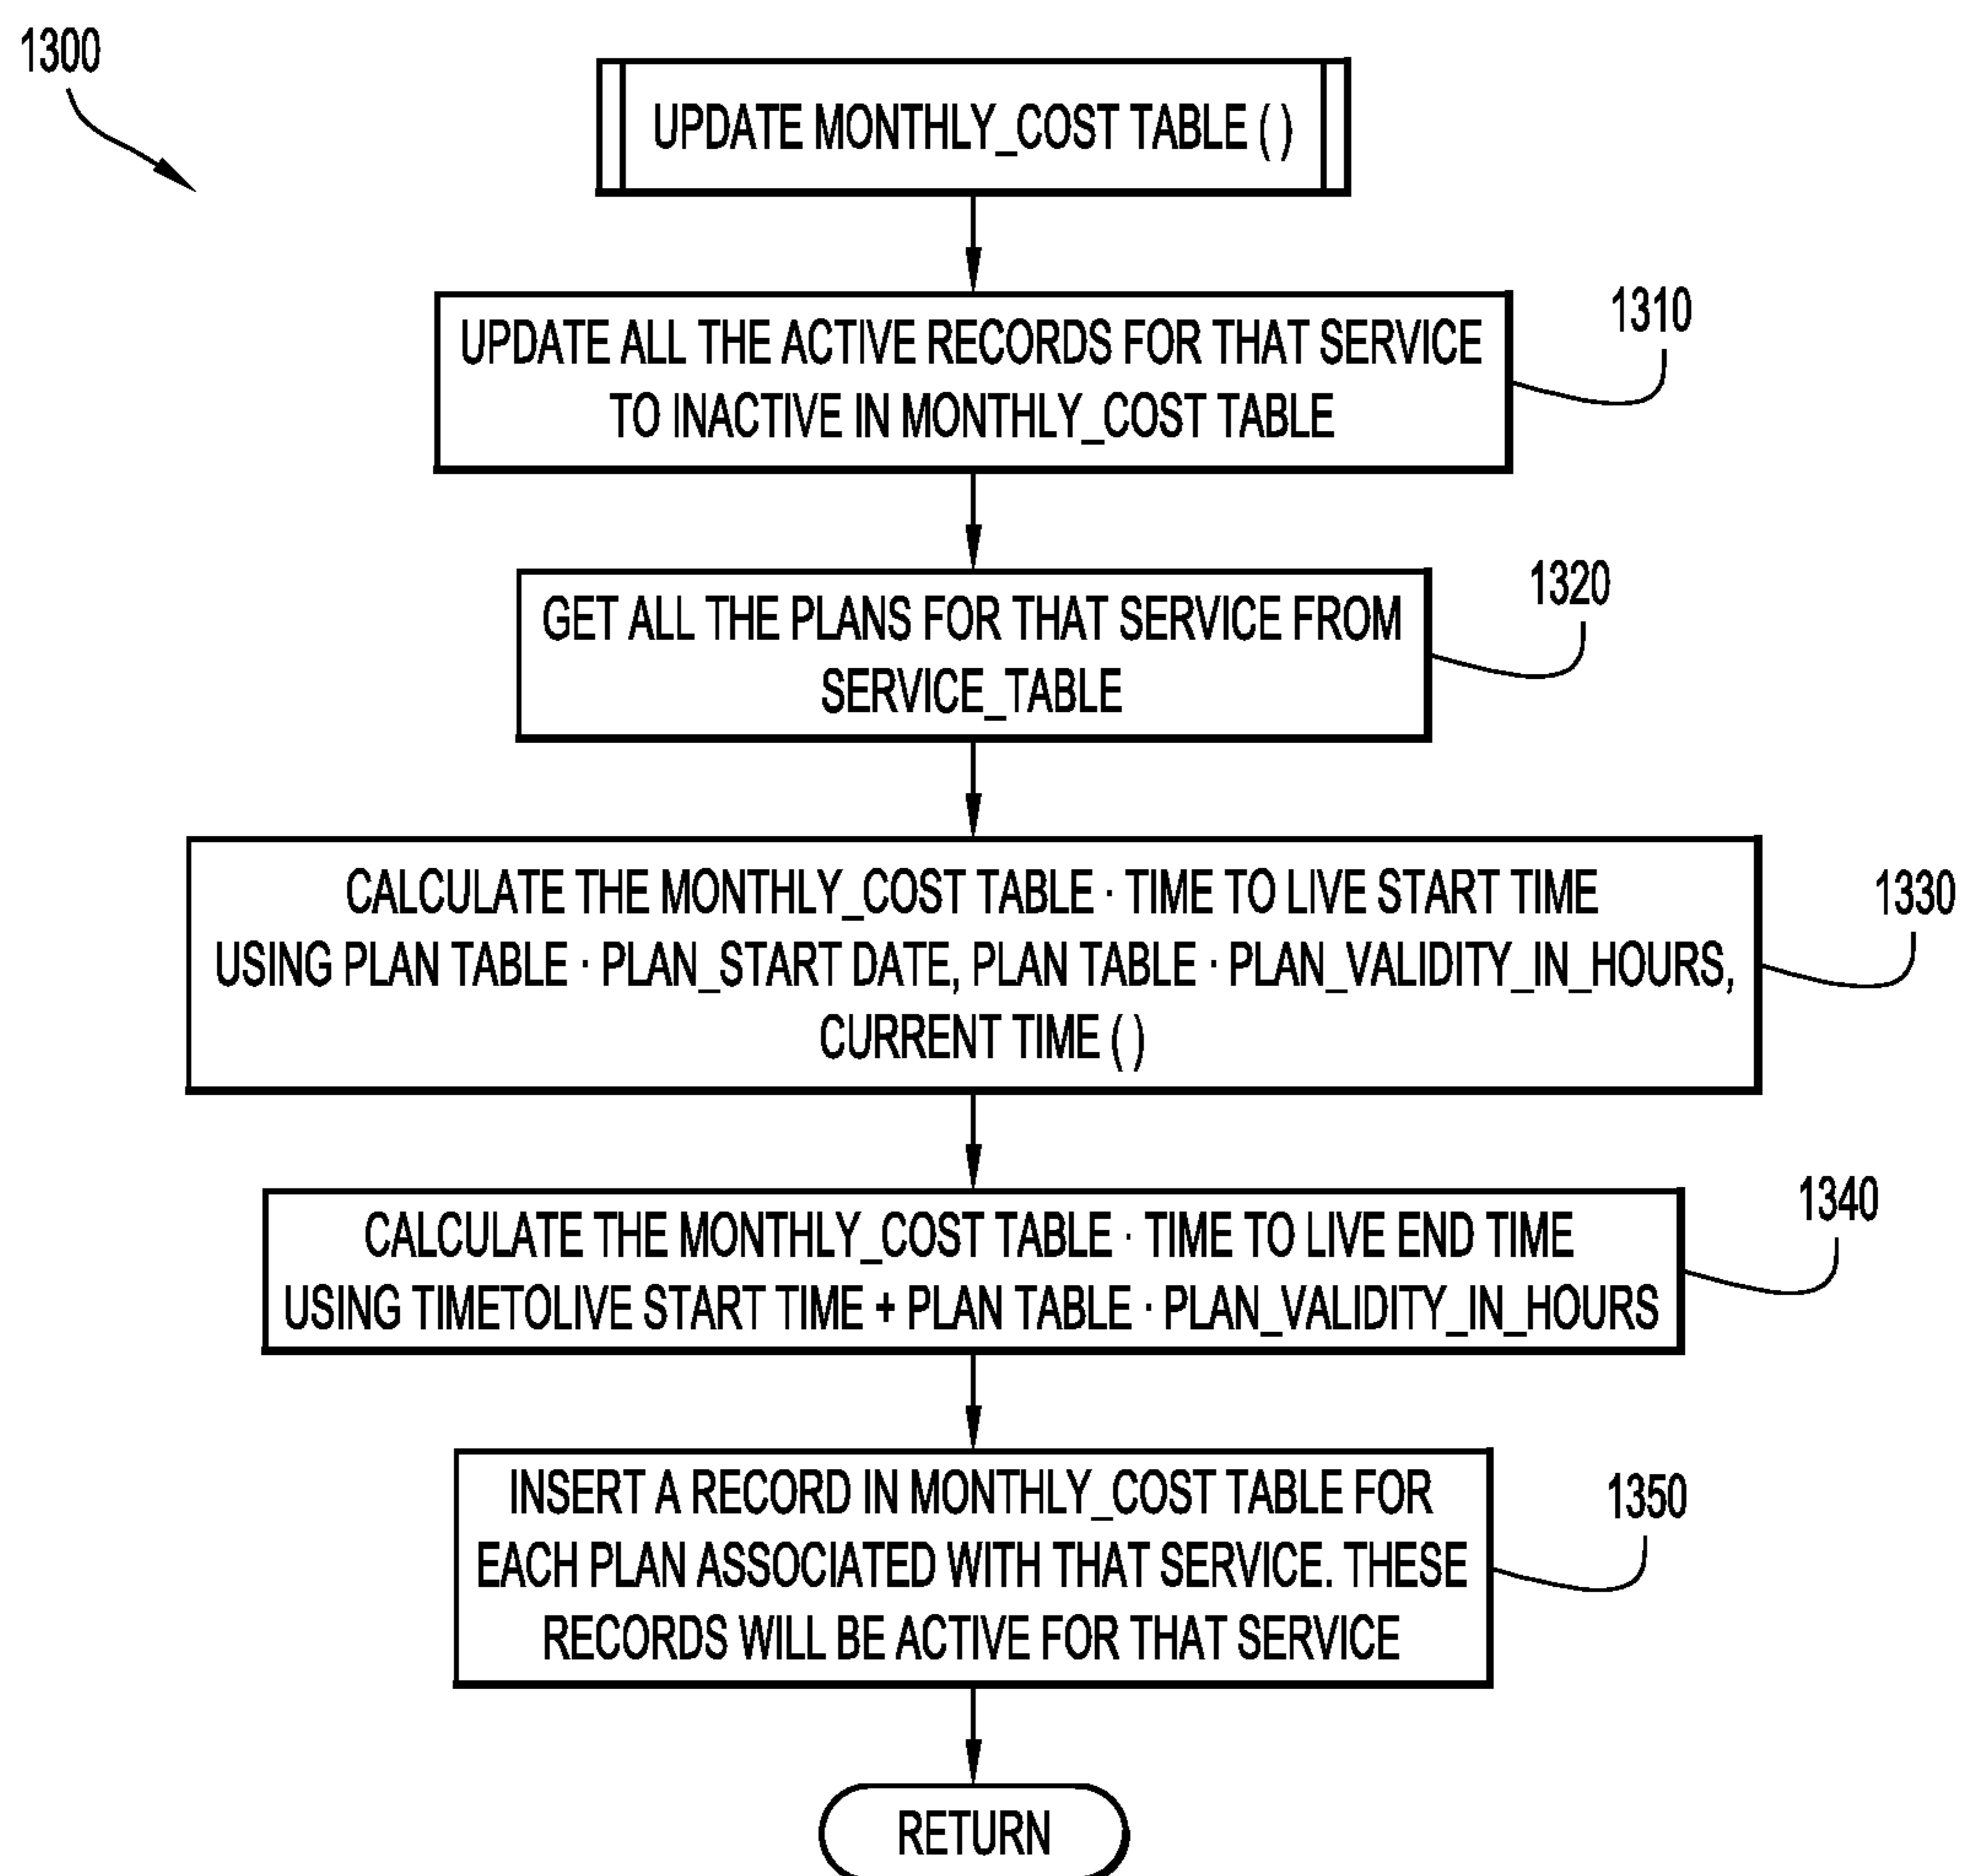 1300
UPDATE MONTHLY_COST TABLE ( )
UPDATE ALL THE ACTIVE RECORDS FOR THAT SERVICE
TO INACTIVE IN MONTHLY_COST TABLE
1310
GET ALL THE PLANS FOR THAT SERVICE FROM
SERVICE_TABLE
1320
CALCULATE THE MONTHLY_COST TABLE · TIME TO LIVE START TIME
USING PLAN TABLE · PLAN_START DATE, PLAN TABLE · PLAN_VALIDITY_IN_HOURS,
CURRENT TIME ( )
1330
CALCULATE THE MONTHLY_COST TABLE · TIME TO LIVE END TIME
USING TIMETOLIVE START TIME + PLAN TABLE · PLAN_VALIDITY_IN_HOURS
1340
INSERT A RECORD IN MONTHLY_COST TABLE FOR
EACH PLAN ASSOCIATED WITH THAT SERVICE. THESE
RECORDS WILL BE ACTIVE FOR THAT SERVICE
1350
RETURN